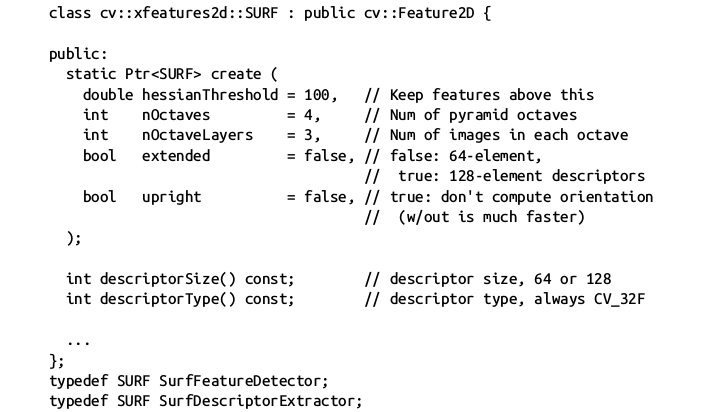 class cv::xfeatures2d::SURF : public cv::Feature2D {
public:
  static Ptr<SURF> create (
    double hessianThreshold = 100,   // Keep features above this
    int    nOctaves         = 4,     // Num of pyramid octaves
    int    nOctaveLayers    = 3,     // Num of images in each octave
    bool   extended         = false, // false: 64-element,
                                     //  true: 128-element descriptors
    bool   upright          = false, // true: don't compute orientation
                                     //  (w/out is much faster)
  );
  int descriptorSize() const;        // descriptor size, 64 or 128
  int descriptorType() const;        // descriptor type, always CV_32F
  ...
};
typedef SURF SurfFeatureDetector;
typedef SURF SurfDescriptorExtractor;